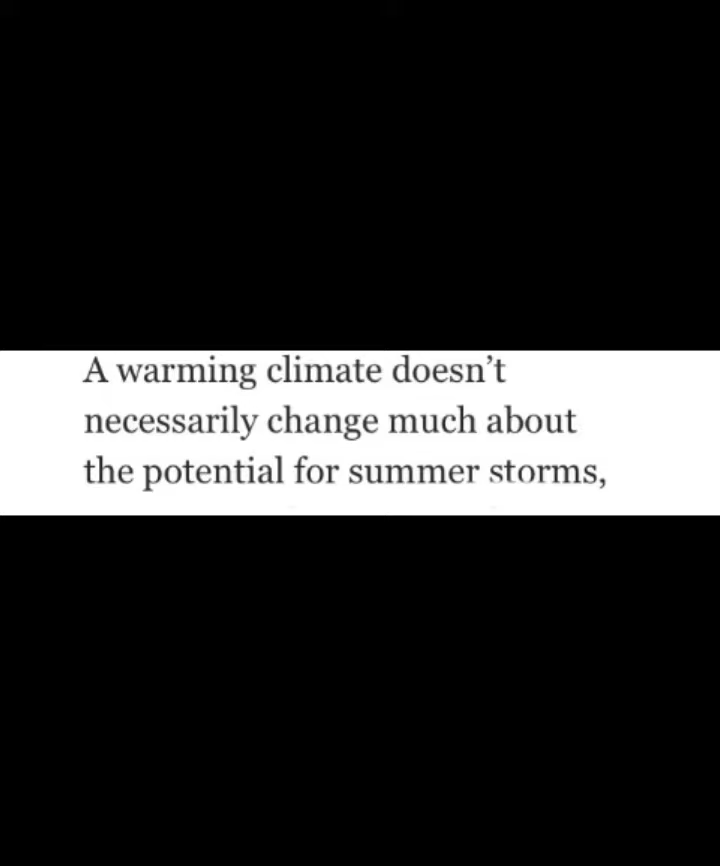 A warming climate doesn’t
necessarily change much about
the potential for summer storms,